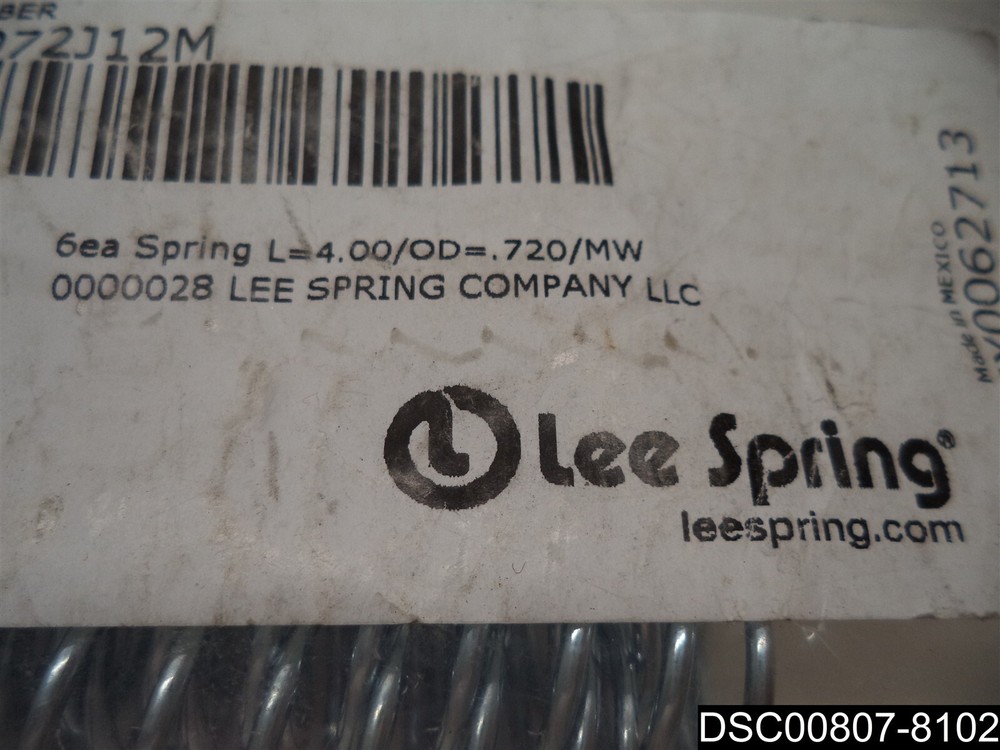 BER
072J12M
6ea Spring L=4.00/OD=.720/MW
0000028 LEE SPRING COMPANY LLC
Lee Spring®
leespring.com
Made in MEXICO
0062713
DSC00807-8102